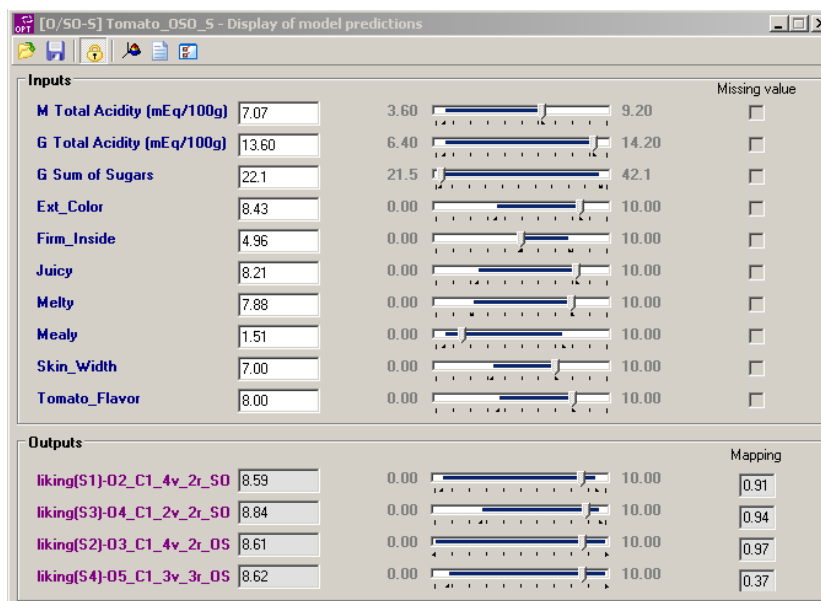 [O/SO-S] Tomato_OSO_S - Display of model predictions
OPT
Inputs
Missing value
M Total Acidity (mEq/100g) 7.07 3.60 9.20
G Total Acidity (mEq/100g) 13.60 6.40 14.20
G Sum of Sugars 22.1 21.5 42.1
Ext_Color 8.43 0.00 10.00
Firm_Inside 4.96 0.00 10.00
Juicy 8.21 0.00 10.00
Melty 7.88 0.00 10.00
Mealy 1.51 0.00 10.00
Skin_Width 7.00 0.00 10.00
Tomato_Flavor 8.00 0.00 10.00
Outputs
Mapping
liking(S1)-O2_C1_4v_2r_SO 8.59 0.00 10.00 0.91
liking(S3)-O4_C1_2v_2r_SO 8.84 0.00 10.00 0.94
liking(S2)-O3_C1_4v_2r_OS 8.61 0.00 10.00 0.97
liking(S4)-O5_C1_3v_3r_OS 8.62 0.00 10.00 0.37